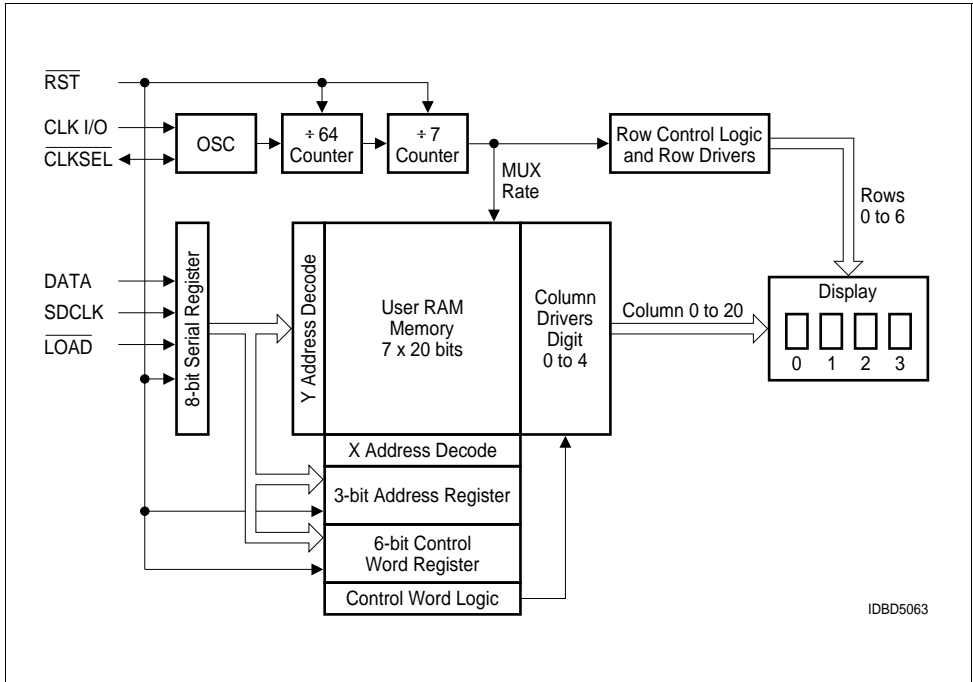 RST
CLK I/O
CLKSEL
OSC
÷ 64
Counter
÷ 7
Counter
MUX
Rate
Row Control Logic
and Row Drivers
Rows
0 to 6
DATA
SDCLK
LOAD
8-bit Serial Register
Y Address Decode
User RAM
Memory
7 x 20 bits
Column
Drivers
Digit
0 to 4
Column 0 to 20
Display
0 1 2 3
X Address Decode
3-bit Address Register
6-bit Control
Word Register
Control Word Logic
IDBD5063